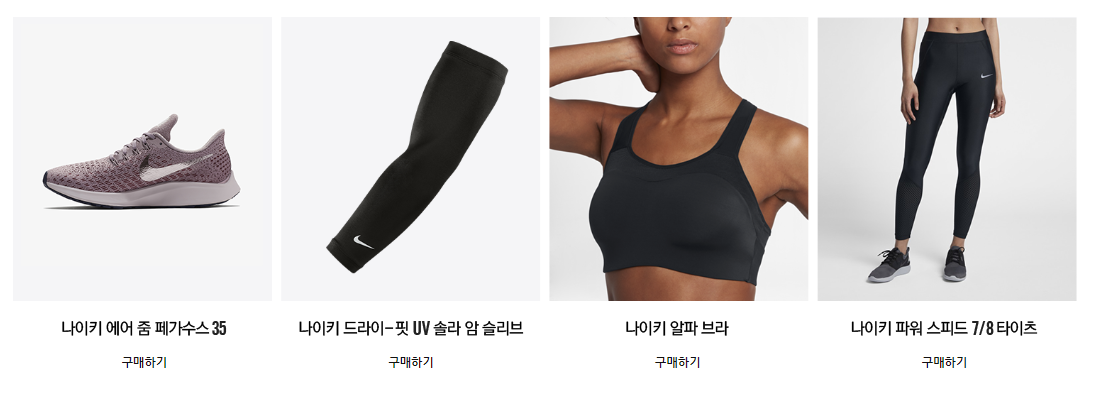 나이키 에어 줌 페가수스 35
구매하기
나이키 드라이-핏 UV 솔라 암 슬리브
구매하기
나이키 알파 브라
구매하기
나이키 파워 스피드 7/8 타이츠
구매하기